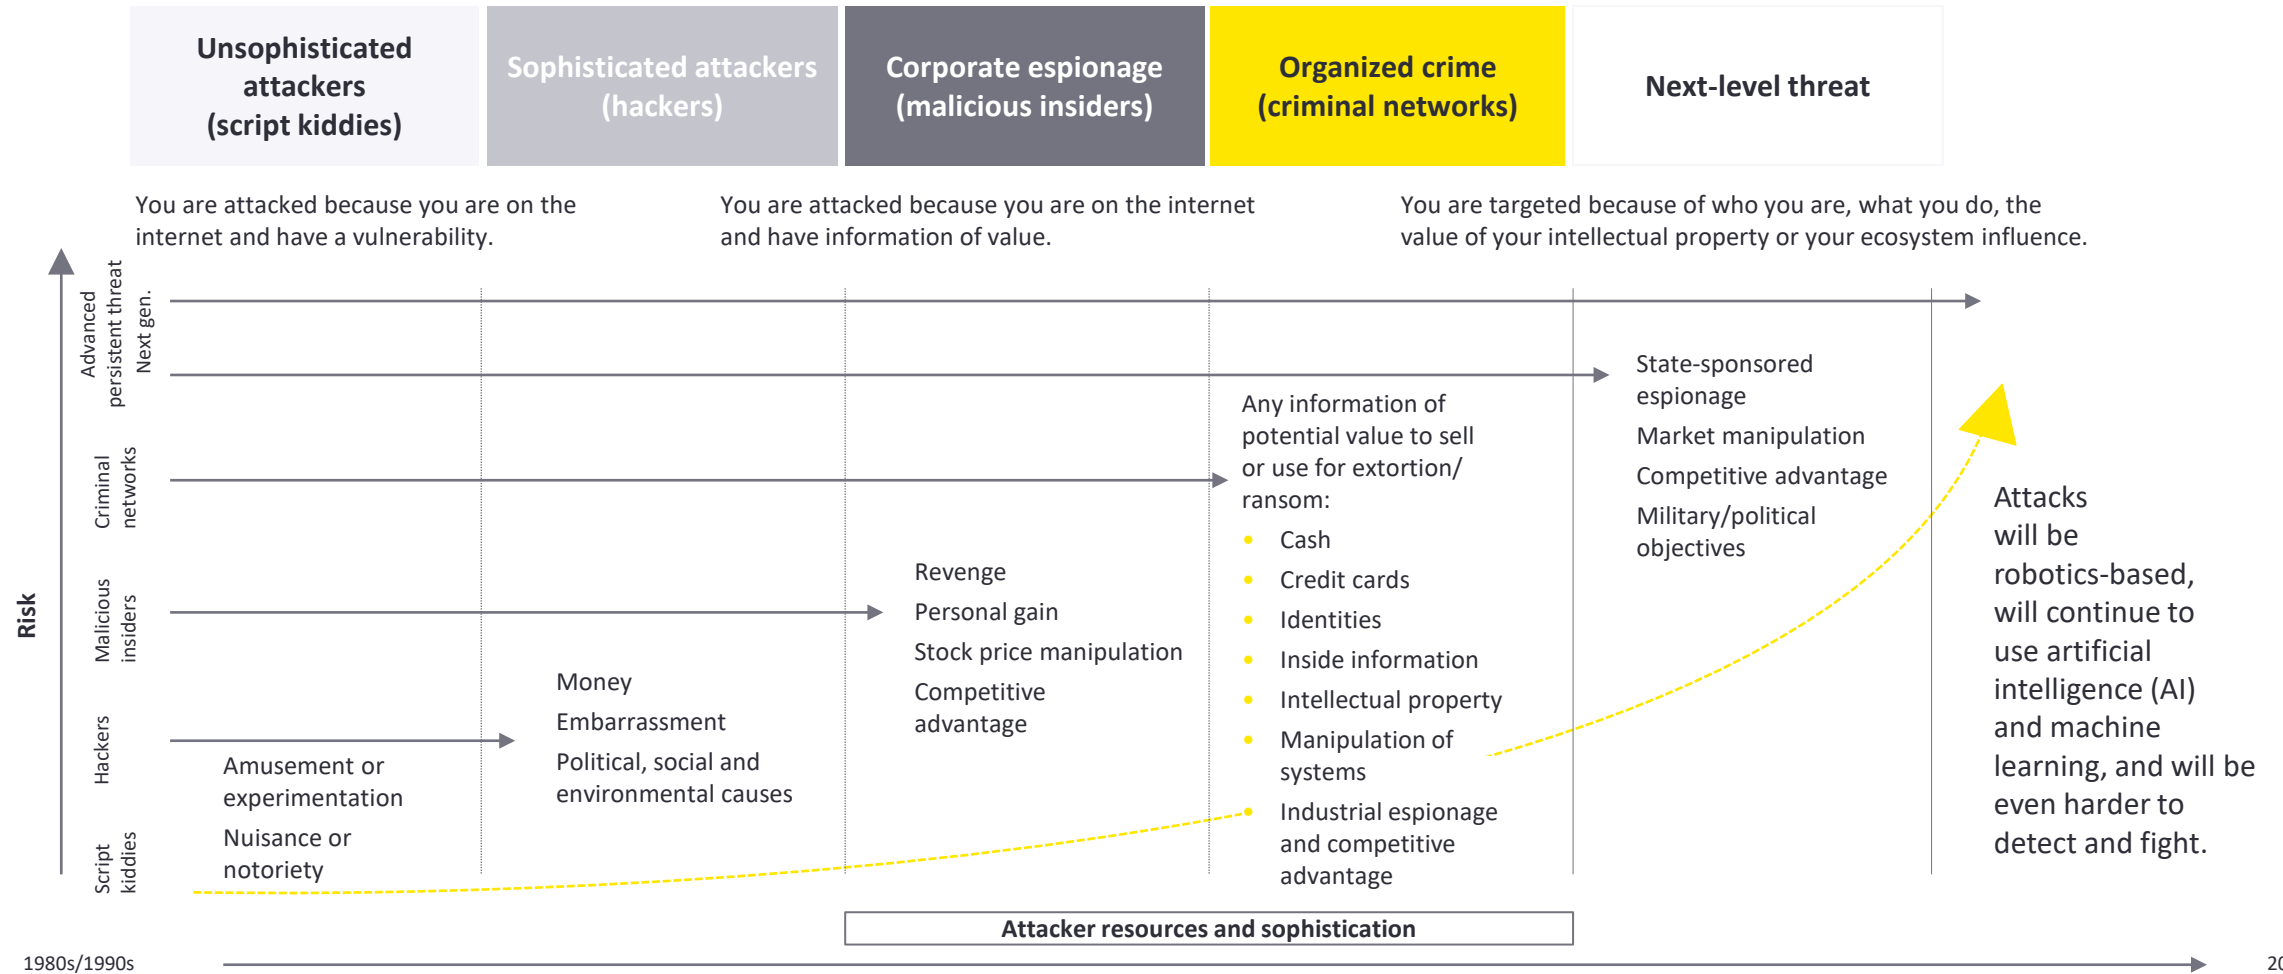 Unsophisticated
attackers
(script kiddies)
Sophisticated attackers
(hackers)
Corporate espionage
(malicious insiders)
Organized crime
(criminal networks)
Next-level threat
You are attacked because you are on the
internet and have a vulnerability.
You are attacked because you are on the internet
and have information of value.
You are targeted because of who you are, what you do, the
value of your intellectual property or your ecosystem influence.
Risk
Advanced
persistent threat
Next gen.
Criminal
networks
Malicious
insiders
Hackers
Script
kiddies
Amusement or
experimentation
Nuisance or
notoriety
Money
Embarrassment
Political, social and
environmental causes
Revenge
Personal gain
Stock price manipulation
Competitive
advantage
Any information of
potential value to sell
or use for extortion/
ransom:
• Cash
• Credit cards
• Identities
• Inside information
• Intellectual property
• Manipulation of
systems
• Industrial espionage
and competitive
advantage
State-sponsored
espionage
Market manipulation
Competitive advantage
Military/political
objectives
Attacks
will be
robotics-based,
will continue to
use artificial
intelligence (AI)
and machine
learning, and will be
even harder to
detect and fight.
Attacker resources and sophistication
1980s/1990s